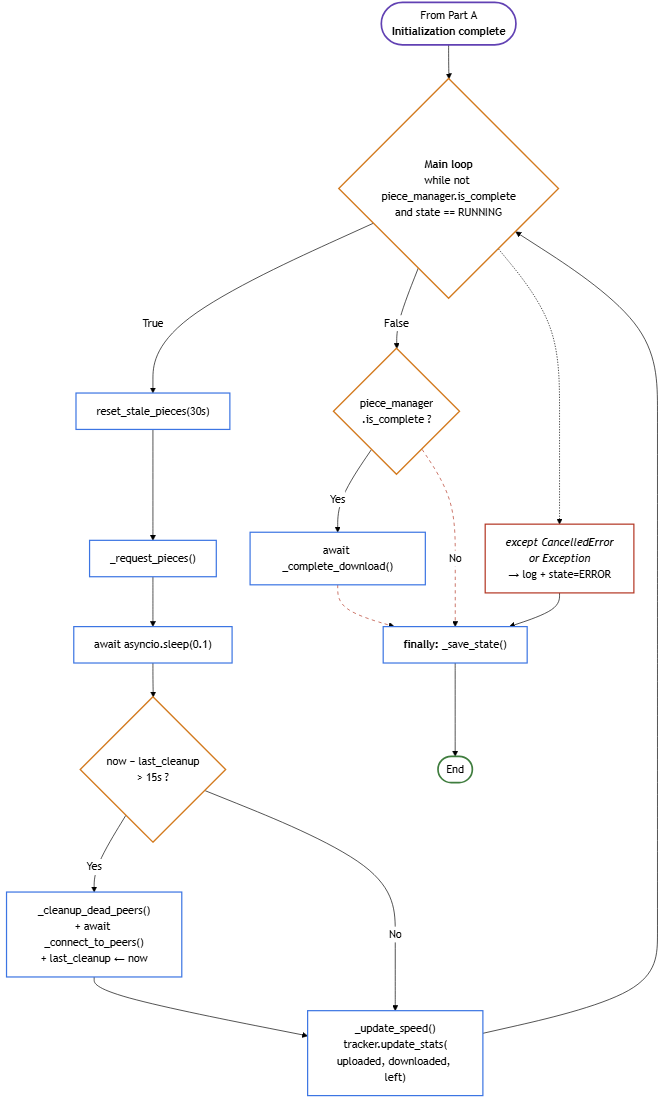 From Part A
Initialization complete
Main loop
while not
piece_manager.is_complete
and state == RUNNING
True
False
reset_stale_pieces(30s)
piece_manager
.is_complete ?
Yes
No
await
_complete_download()
except CancelledError
or Exception
→ log + state=ERROR
_request_pieces()
await asyncio.sleep(0.1)
finally: _save_state()
now − last_cleanup
> 15s ?
End
Yes
No
_cleanup_dead_peers()
+ await
_connect_to_peers()
+ last_cleanup ← now
_update_speed()
tracker.update_stats(
uploaded, downloaded,
left)